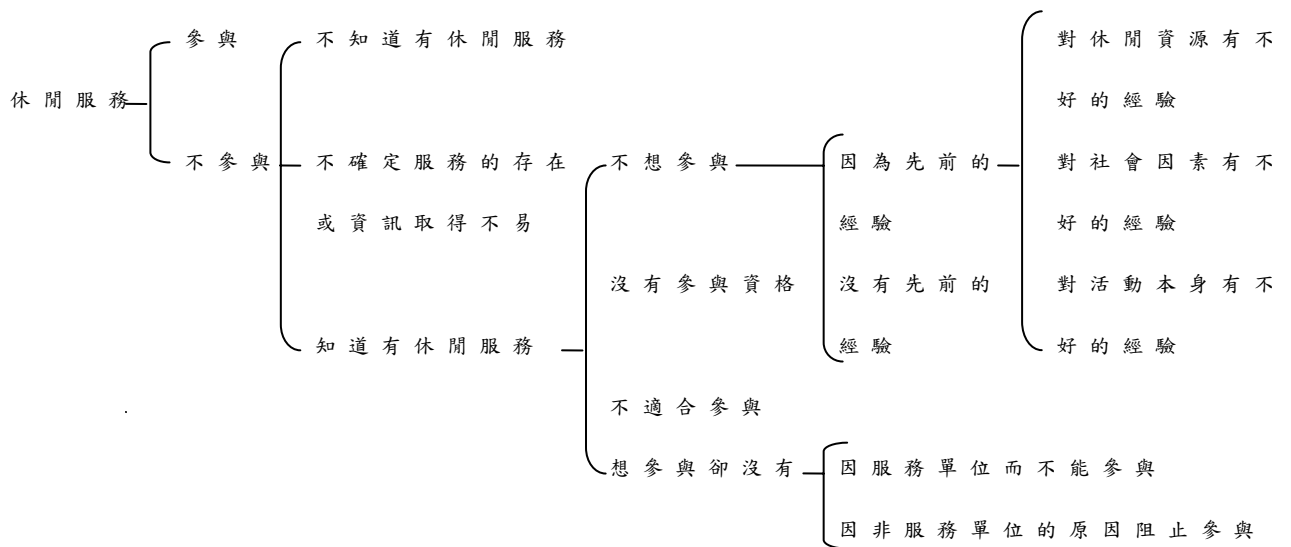 休閒服務
參與
不參與
不知道有休閒服務
不確定服務的存在
或資訊取得不易
知道有休閒服務
不想參與
沒有參與資格
不適合參與
想參與卻沒有
因為先前的
經驗
沒有先前的
經驗
對休閒資源有不
好的經驗
對社會因素有不
好的經驗
對活動本身有不
好的經驗
因服務單位而不能參與
因非服務單位的原因阻止參與